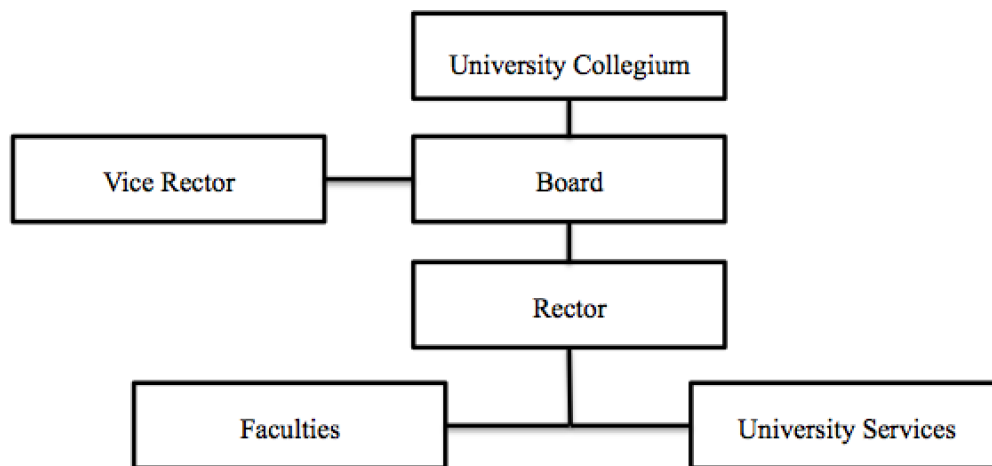 University Collegium
Vice Rector
Board
Rector
Faculties
University Services